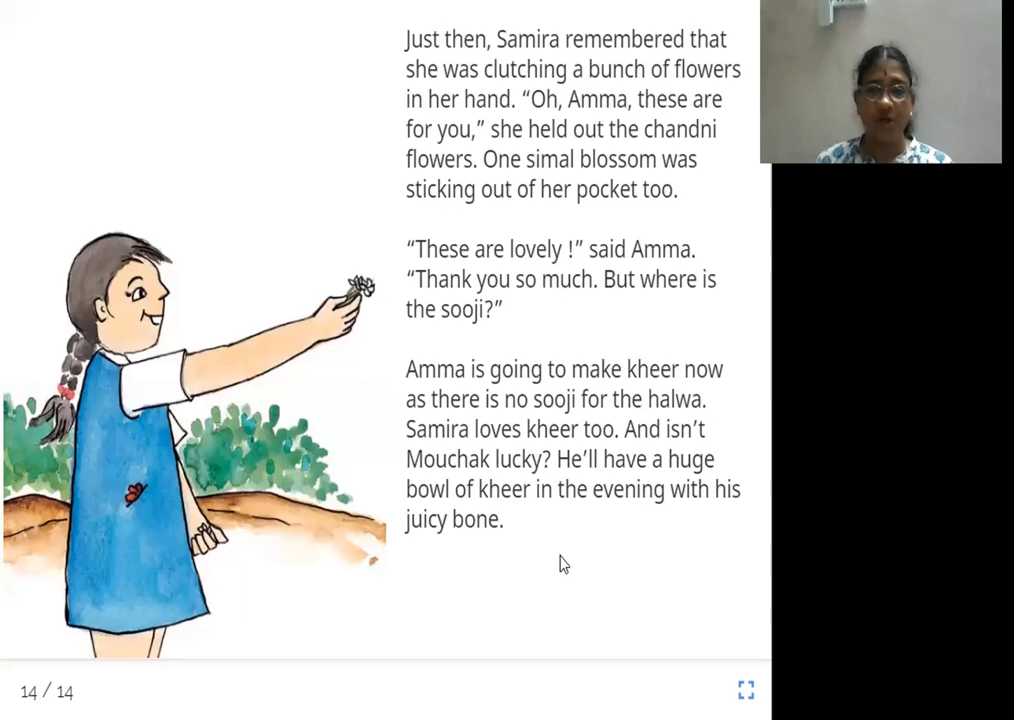 Just then, Samira remembered that
she was clutching a bunch of flowers
in her hand. “Oh, Amma, these are
for you,” she held out the chandni
flowers. One simal blossom was
sticking out of her pocket too.
“These are lovely !” said Amma.
“Thank you so much. But where is
the sooji?”
Amma is going to make kheer now
as there is no sooji for the halwa.
Samira loves kheer too. And isn’t
Mouchak lucky? He’ll have a huge
bowl of kheer in the evening with his
juicy bone.
14 / 14